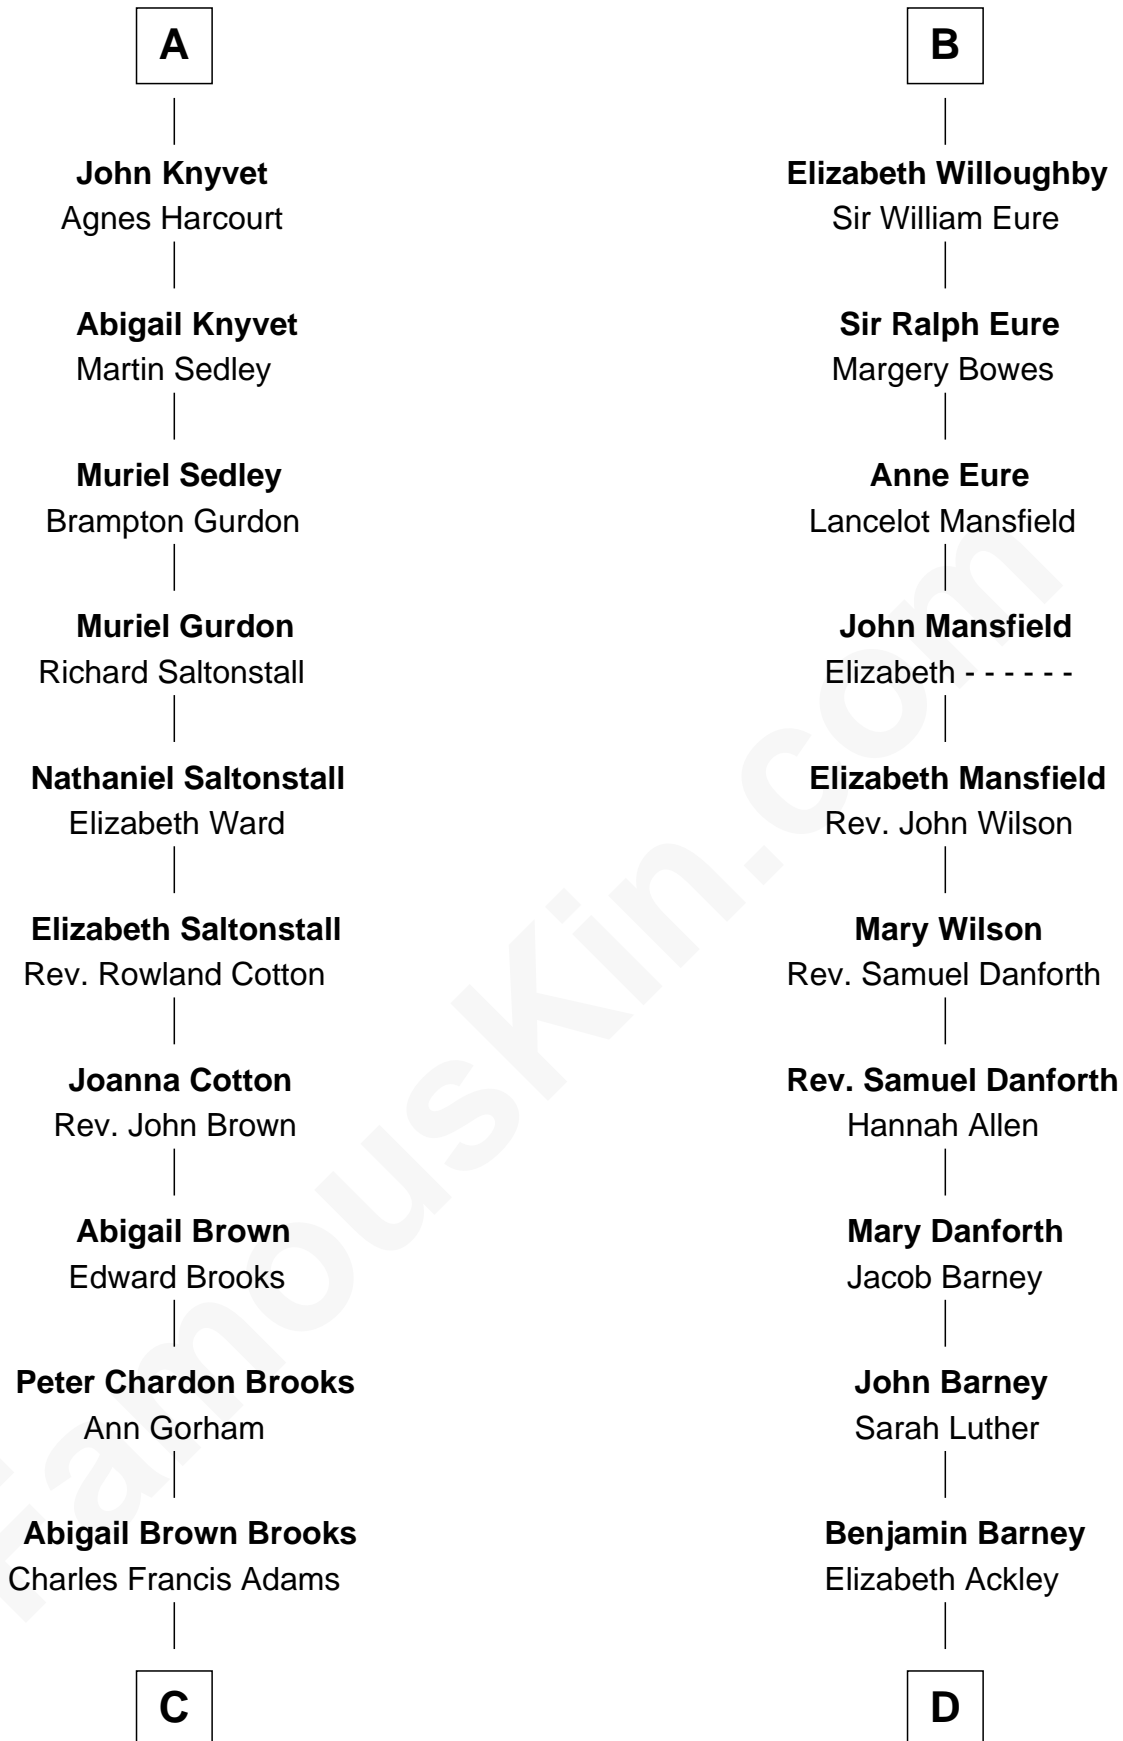 A
John Knyvet
Agnes Harcourt
Abigail Knyvet
Martin Sedley
Muriel Sedley
Brampton Gurdon
Muriel Gurdon
Richard Saltonstall
Nathaniel Saltonstall
Elizabeth Ward
Elizabeth Saltonstall
Rev. Rowland Cotton
Joanna Cotton
Rev. John Brown
Abigail Brown
Edward Brooks
Peter Chardon Brooks
Ann Gorham
Abigail Brown Brooks
Charles Francis Adams
C
B
Elizabeth Willoughby
Sir William Eure
Sir Ralph Eure
Margery Bowes
Anne Eure
Lancelot Mansfield
John Mansfield
Elizabeth - - - - - -
Elizabeth Mansfield
Rev. John Wilson
Mary Wilson
Rev. Samuel Danforth
Rev. Samuel Danforth
Hannah Allen
Mary Danforth
Jacob Barney
John Barney
Sarah Luther
Benjamin Barney
Elizabeth Ackley
D
FamousKin.com